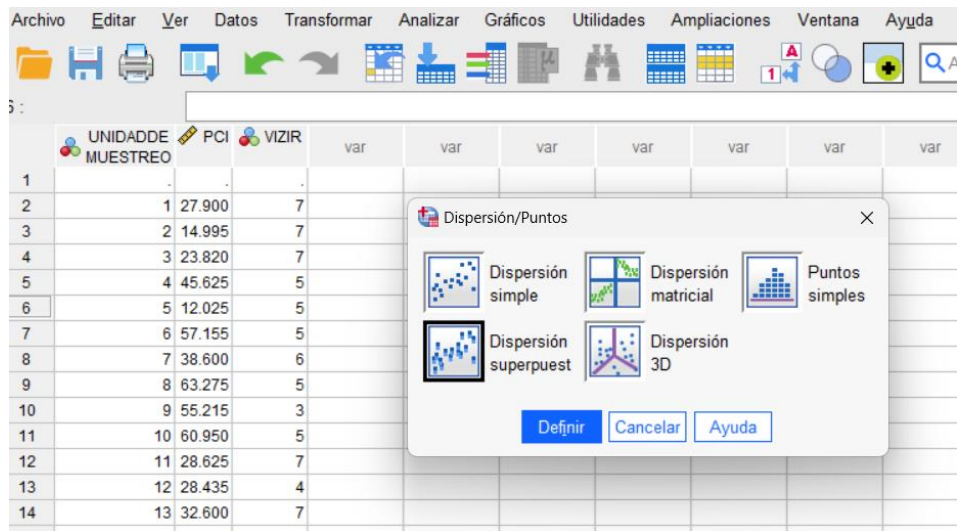 Archivo Editar Ver Datos Transformar Analizar Gráficos Utilidades Ampliaciones Ventana Ayuda
A
1
μ
A
:
UNIDADDE
MUESTREO
PCI
VIZIR
var var var var var var var
1 . . .
2 1 27.900 7
3 2 14.995 7
4 3 23.820 7
5 4 45.625 5
6 5 12.025 5
7 6 57.155 5
8 7 38.600 6
9 8 63.275 5
10 9 55.215 3
11 10 60.950 5
12 11 28.625 7
13 12 28.435 4
14 13 32.600 7
Dispersión/Puntos
Dispersión
simple
Dispersión
matricial
Puntos
simples
Dispersión
superpuest
Dispersión
3D
Definir Cancelar Ayuda